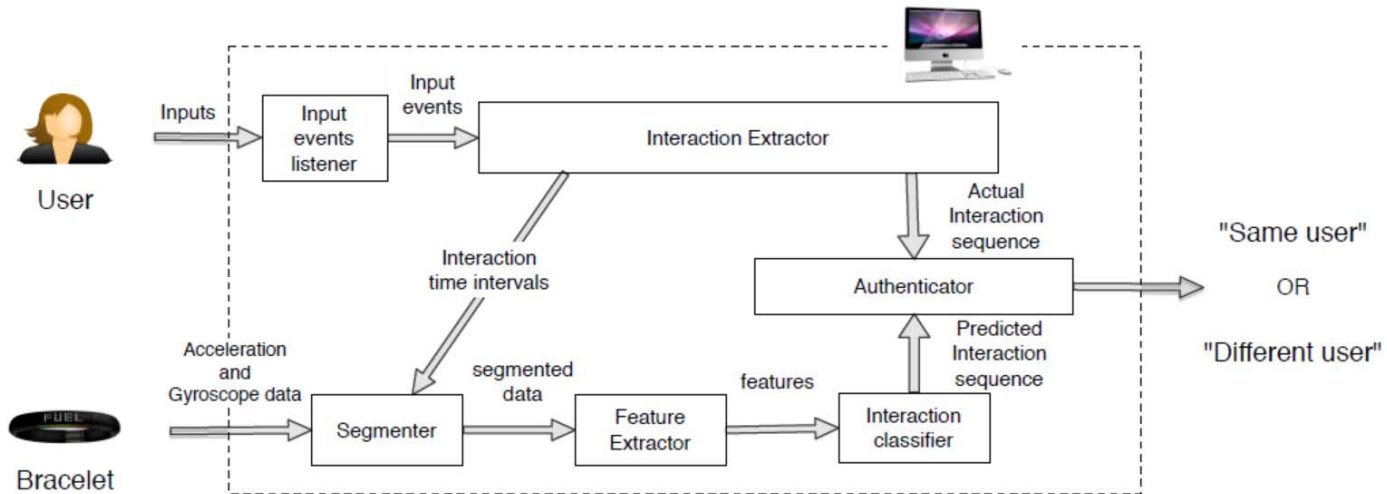 Inputs
Input
events
listener
Input
events
Interaction Extractor
User
Actual
Interaction
sequence
Interaction
time intervals
Authenticator
"Same user"
OR
"Different user"
Predicted
Interaction
sequence
Acceleration
and
Gyroscope data
segmented
data
features
FUEL
Segmenter
Feature
Extractor
Interaction
classifier
Bracelet